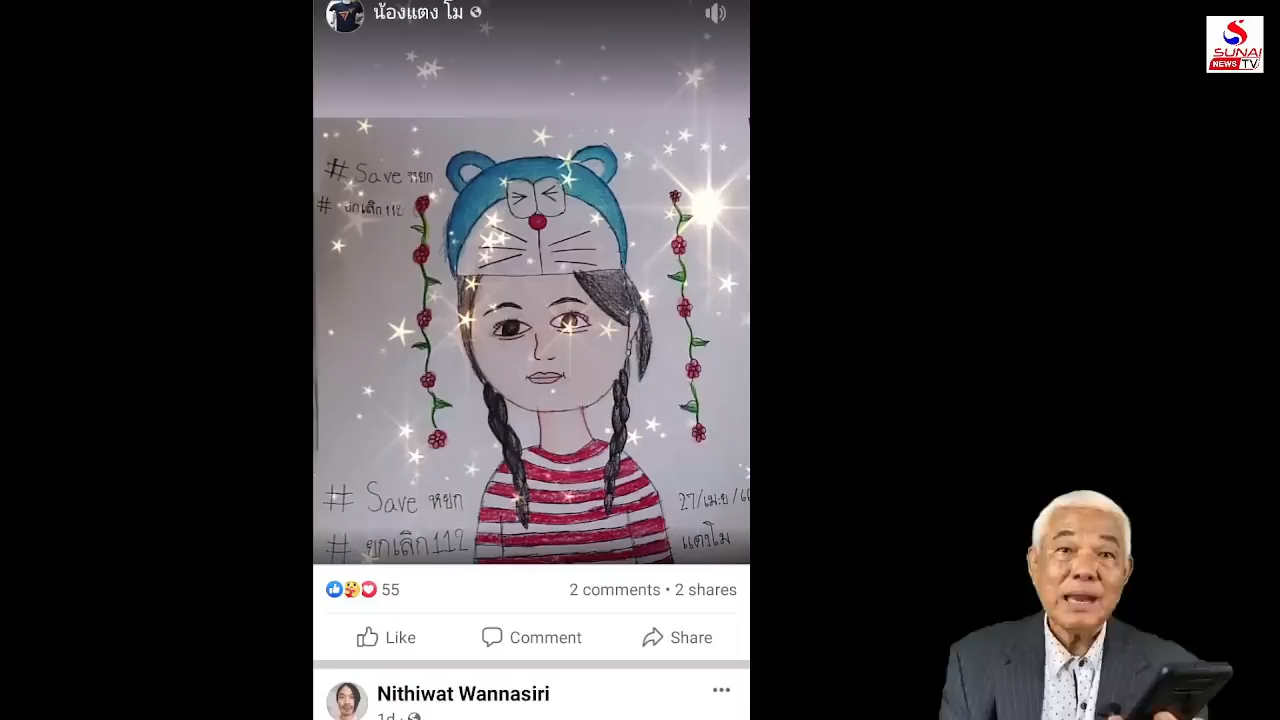 น้องแตง โม
SUNAI
NEWS TV
# Save หยก
# ยกเลิก112
# Save หยก
# ยกเลิก112
27/เม.ย/66
แตงโม
55
2 comments • 2 shares
Like
Comment
Share
Nithiwat Wannasiri
1d